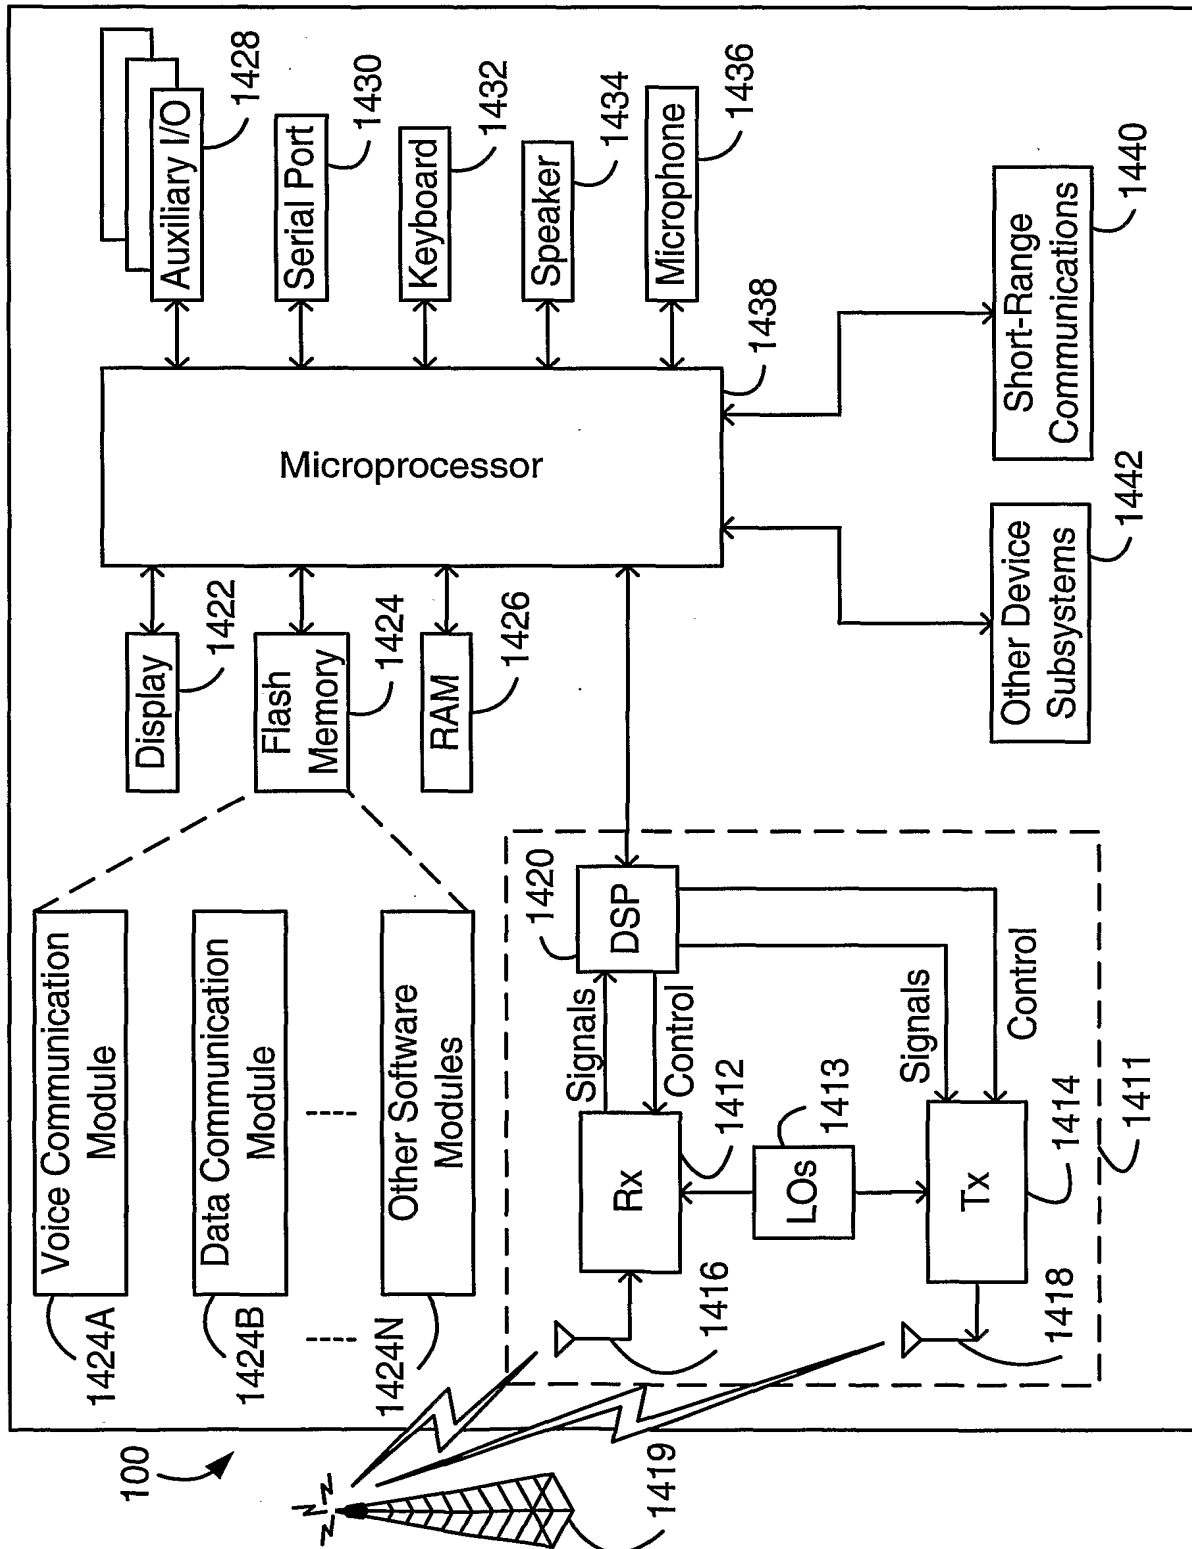 100
1419
1424A
Voice Communication
Module
1424B
Data Communication
Module
1424N
Other Software
Modules
Display
1422
Flash
Memory
1424
RAM
1426
Microprocessor
1438
Auxiliary I/O
1428
Serial Port
1430
Keyboard
1432
Speaker
1434
Microphone
1436
Short-Range
Communications
1440
Other Device
Subsystems
1442
1420
DSP
Signals
Control
Rx
1412
1416
LOs
1413
Signals
Control
Tx
1414
1418
1411